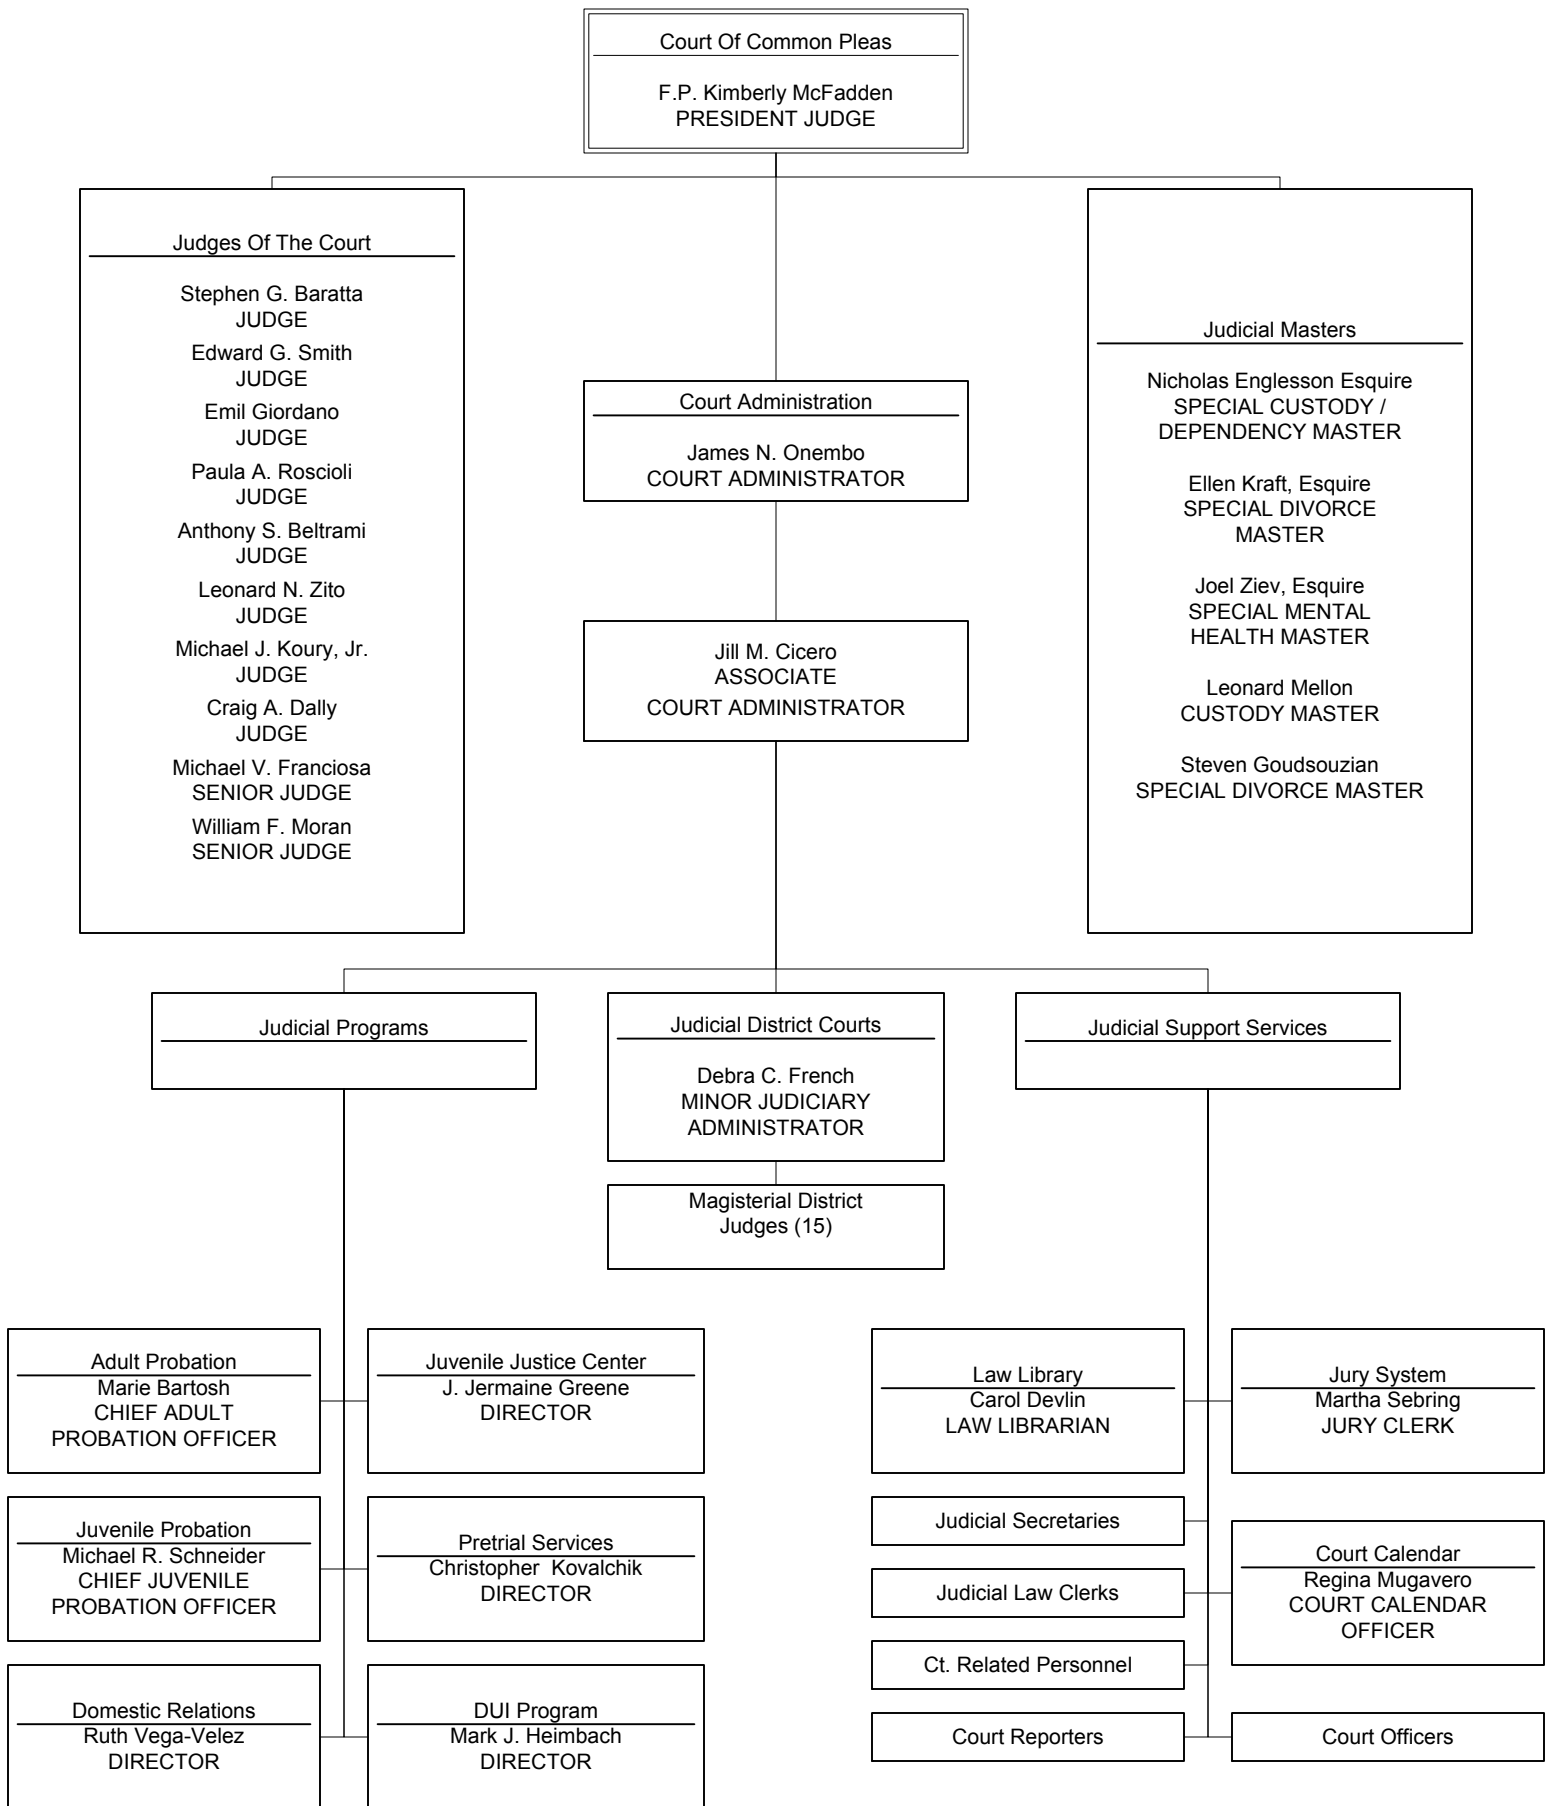 Court Of Common Pleas
F.P. Kimberly McFadden
PRESIDENT JUDGE
Judges Of The Court
Stephen G. Baratta
JUDGE
Edward G. Smith
JUDGE
Emil Giordano
JUDGE
Paula A. Roscioli
JUDGE
Anthony S. Beltrami
JUDGE
Leonard N. Zito
JUDGE
Michael J. Koury, Jr.
JUDGE
Craig A. Dally
JUDGE
Michael V. Franciosa
SENIOR JUDGE
William F. Moran
SENIOR JUDGE
Court Administration
James N. Onembo
COURT ADMINISTRATOR
Jill M. Cicero
ASSOCIATE
COURT ADMINISTRATOR
Judicial Masters
Nicholas Englesson Esquire
SPECIAL CUSTODY /
DEPENDENCY MASTER
Ellen Kraft, Esquire
SPECIAL DIVORCE
MASTER
Joel Ziev, Esquire
SPECIAL MENTAL
HEALTH MASTER
Leonard Mellon
CUSTODY MASTER
Steven Goudsouzian
SPECIAL DIVORCE MASTER
Judicial Programs
Judicial District Courts
Debra C. French
MINOR JUDICIARY
ADMINISTRATOR
Magisterial District
Judges (15)
Judicial Support Services
Adult Probation
Marie Bartosh
CHIEF ADULT
PROBATION OFFICER
Juvenile Justice Center
J. Jermaine Greene
DIRECTOR
Juvenile Probation
Michael R. Schneider
CHIEF JUVENILE
PROBATION OFFICER
Pretrial Services
Christopher  Kovalchik
DIRECTOR
Domestic Relations
Ruth Vega-Velez
DIRECTOR
DUI Program
Mark J. Heimbach
DIRECTOR
Law Library
Carol Devlin
LAW LIBRARIAN
Jury System
Martha Sebring
JURY CLERK
Judicial Secretaries
Judicial Law Clerks
Court Calendar
Regina Mugavero
COURT CALENDAR
OFFICER
Ct. Related Personnel
Court Reporters
Court Officers